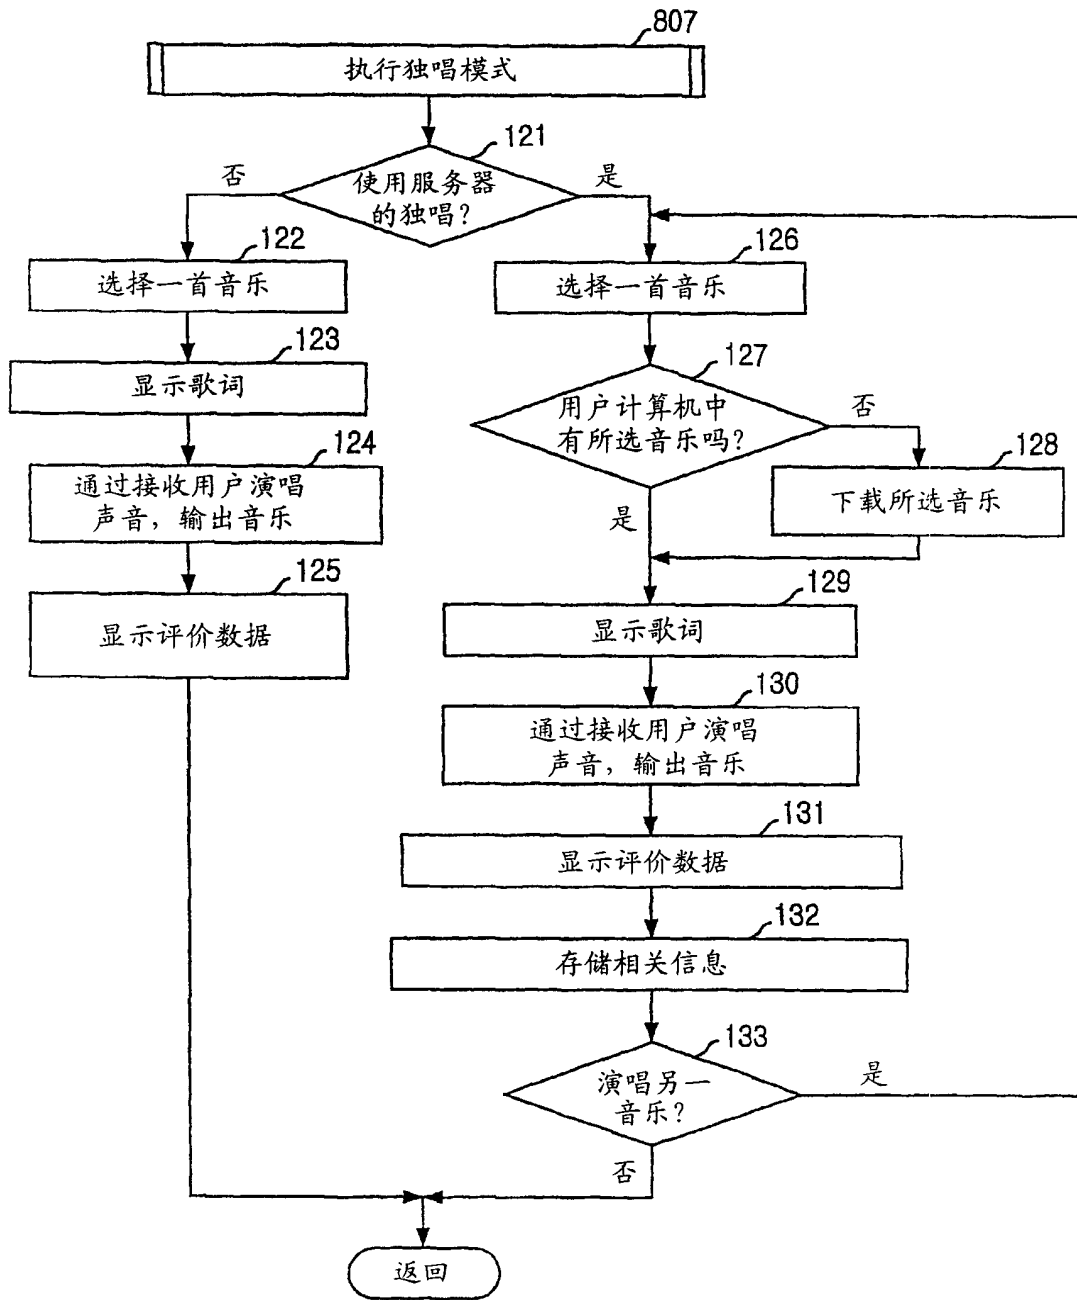 807
执行独唱模式
121
否
使用服务器
的独唱？
是
122
选择一首音乐
126
选择一首音乐
123
显示歌词
127
用户计算机中
有所选音乐吗？
否
124
通过接收用户演唱
声音，输出音乐
128
下载所选音乐
是
125
显示评价数据
129
显示歌词
130
通过接收用户演唱
声音，输出音乐
131
显示评价数据
132
存储相关信息
133
演唱另一
音乐？
是
否
返回